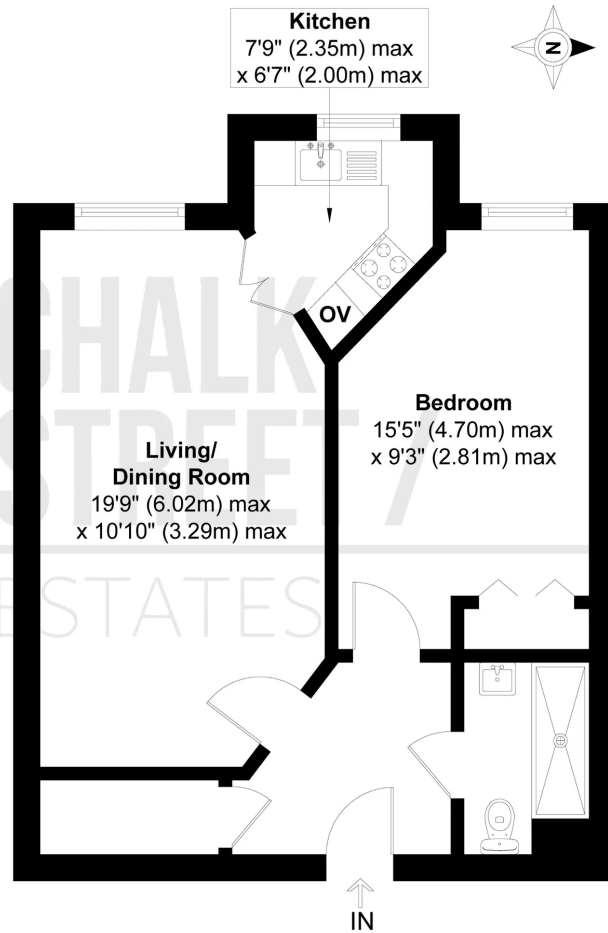 Kitchen
7'9" (2.35m) max
x 6'7" (2.00m) max
N
OV
CHALK
STREET /
ESTATES
Bedroom
15'5" (4.70m) max
x 9'3" (2.81m) max
Living/
Dining Room
19'9" (6.02m) max
x 10'10" (3.29m) max
IN